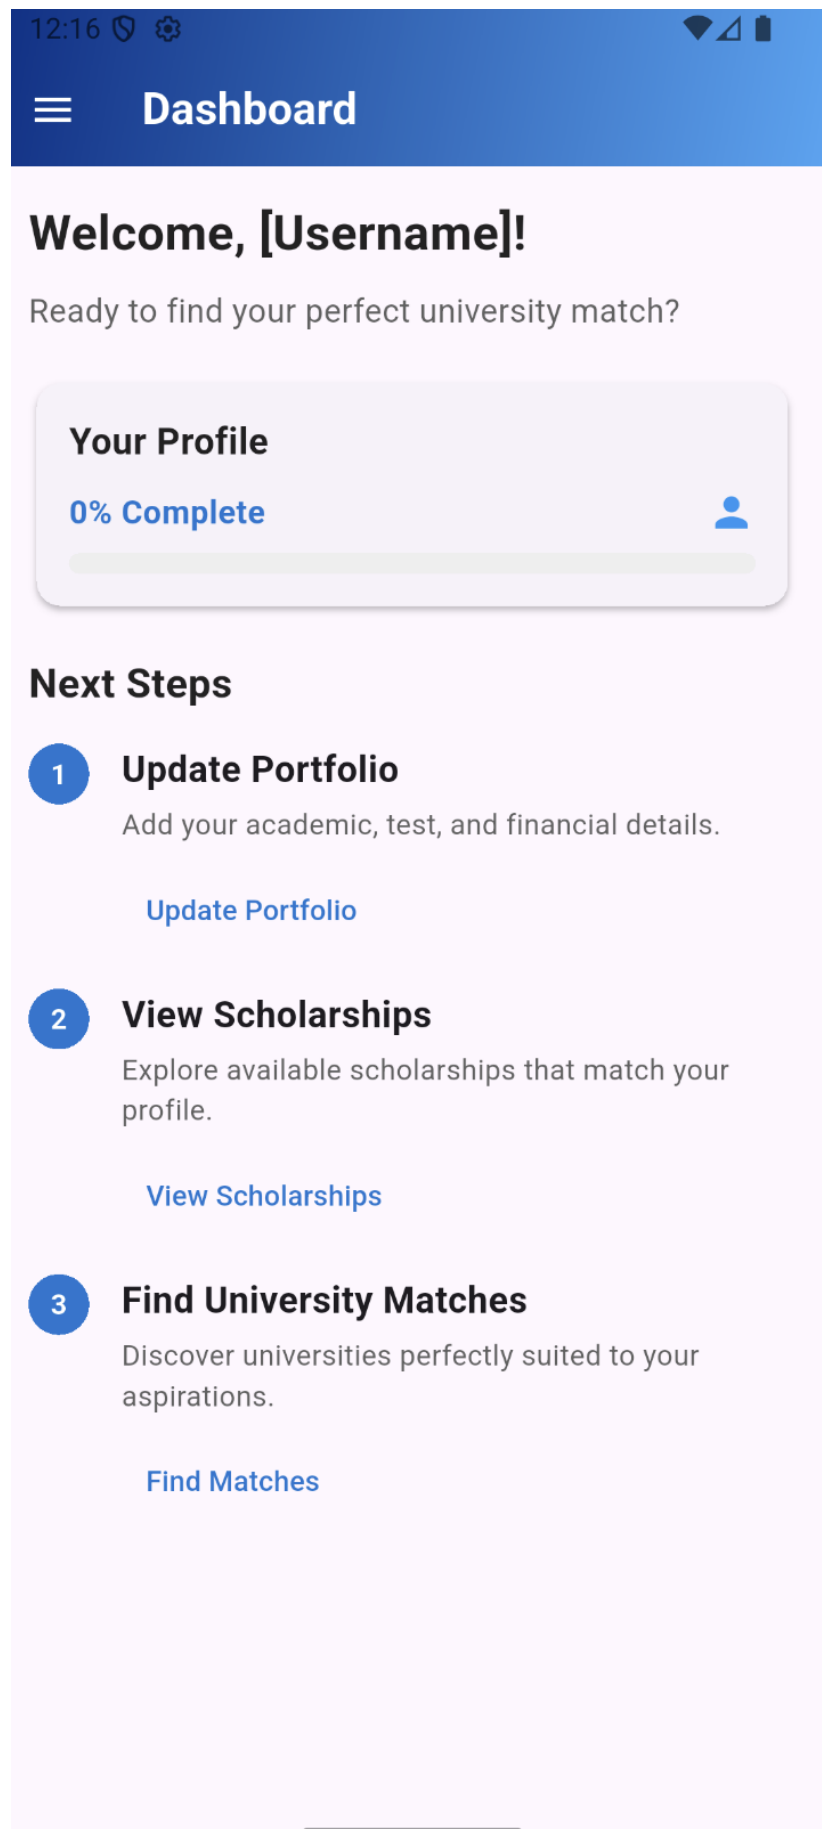 12:16
Dashboard
Welcome, [Username]!
Ready to find your perfect university match?
Your Profile
0% Complete
Next Steps
1
Update Portfolio
Add your academic, test, and financial details.
Update Portfolio
2
View Scholarships
Explore available scholarships that match your
profile.
View Scholarships
3
Find University Matches
Discover universities perfectly suited to your
aspirations.
Find Matches